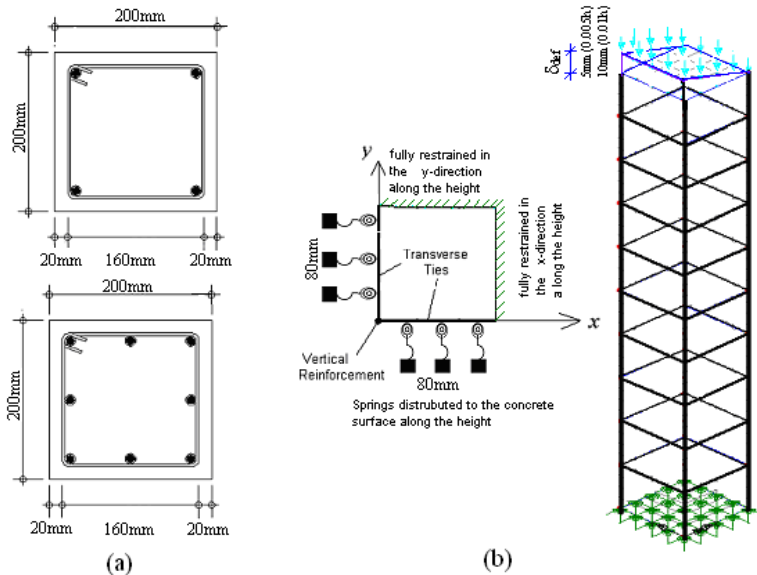 200mm
200mm
20mm
160mm
20mm
200mm
200mm
20mm
160mm
20mm
(a)
y
fully restrained in
the y-direction
along the height
fully restrained in
the x-direction
a long the height
80mm
Transverse
Ties
x
Vertical
Reinforcement
80mm
Springs distrubuted to the concrete
surface along the height
(b)
δdef
5mm (0.005h)
10mm (0.01h)